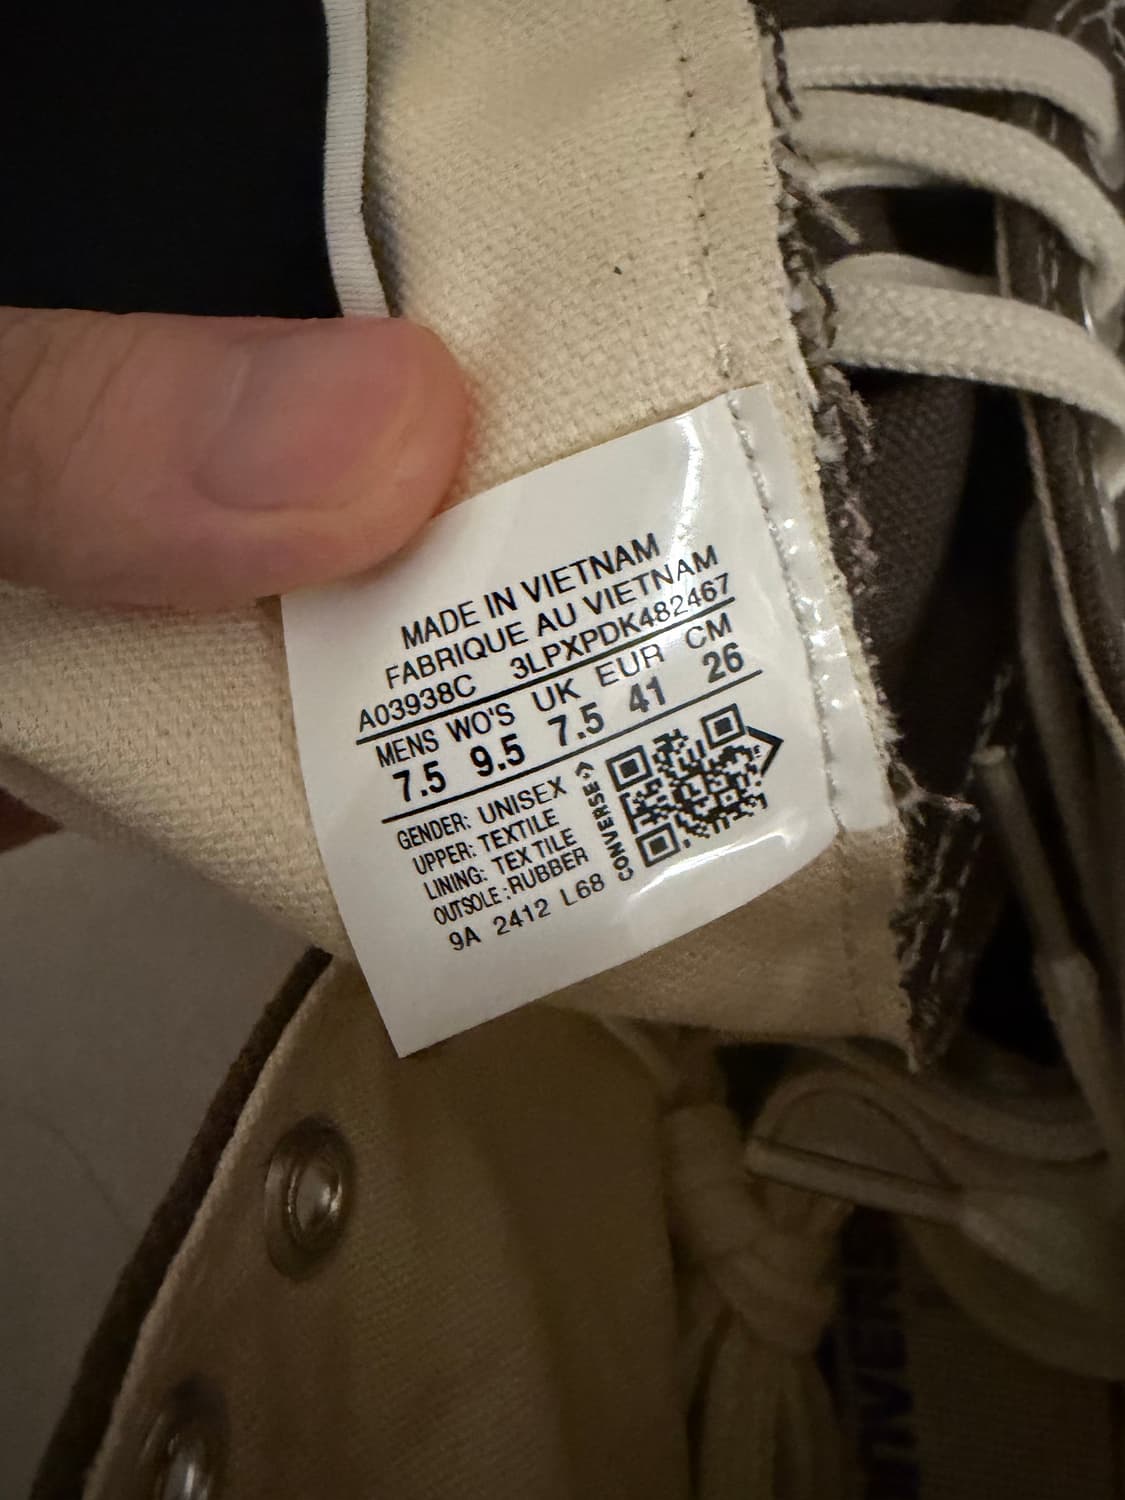 MADE IN VIETNAM
FABRIQUE AU VIETNAM
A03938C 3LPXPDK482467
MENS WO'S UK EUR CM
7.5 9.5 7.5 41 26
GENDER: UNISEX
UPPER: TEXTILE
LINING: TEXTILE
OUTSOLE: RUBBER
9A 2412 L68
CONVERSE